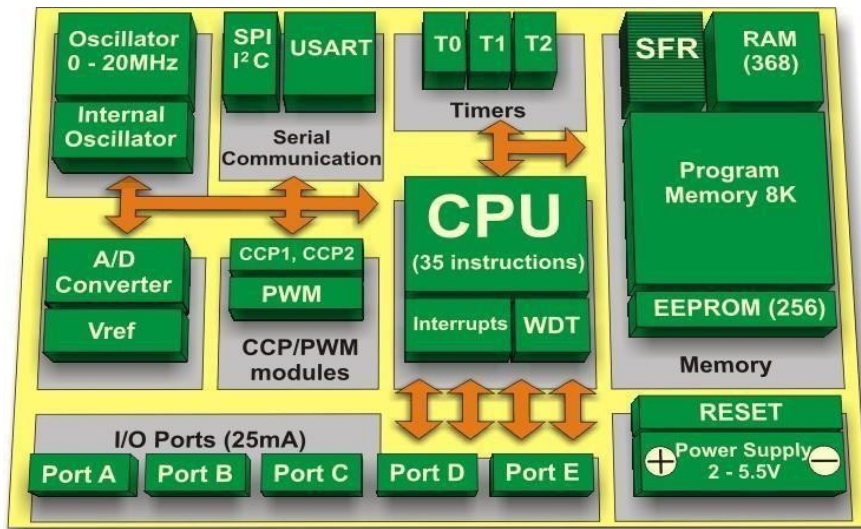 Oscillator
0 - 20MHz
Internal
Oscillator
SPI
I²C
USART
Serial
Communication
T0
T1
T2
Timers
SFR
RAM
(368)
Program
Memory 8K
EEPROM (256)
Memory
CPU
(35 instructions)
Interrupts
WDT
A/D
Converter
Vref
CCP1, CCP2
PWM
CCP/PWM
modules
I/O Ports (25mA)
Port A
Port B
Port C
Port D
Port E
RESET
Power Supply
2 - 5.5V
+
−